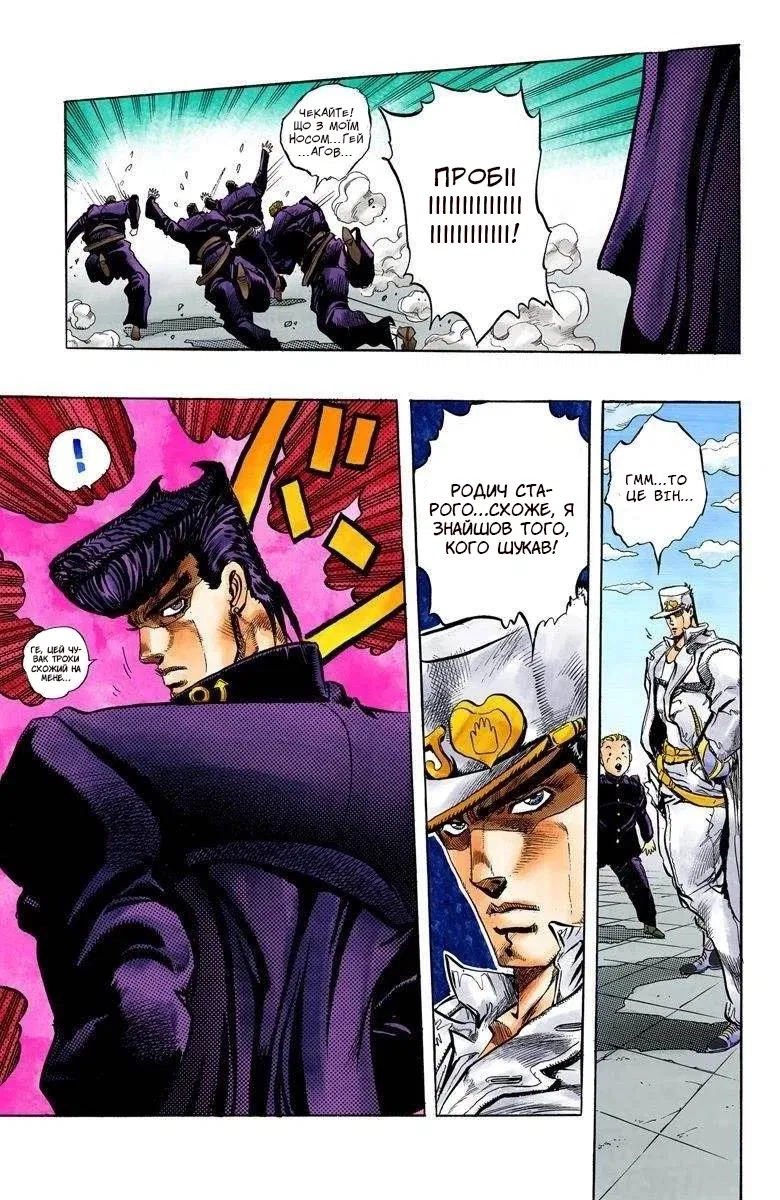 ПРОБІІ
ІІІІІІІІІІІІІІ
ІІІІІІІІІІІІ!
ЧЕКАЙТЕ!
ЩО З МОЇМ
НОСОМ...ГЕЙ
...АГОВ...
ГММ...ТО
ЦЕ ВІН...
РОДИЧ СТА-
РОГО...СХОЖЕ, Я
ЗНАЙШОВ ТОГО,
КОГО ШУКАВ!
!
ГЕ, ЦЕЙ ЧУ-
ВАК ТРОХИ
СХОЖИЙ НА
МЕНЕ...